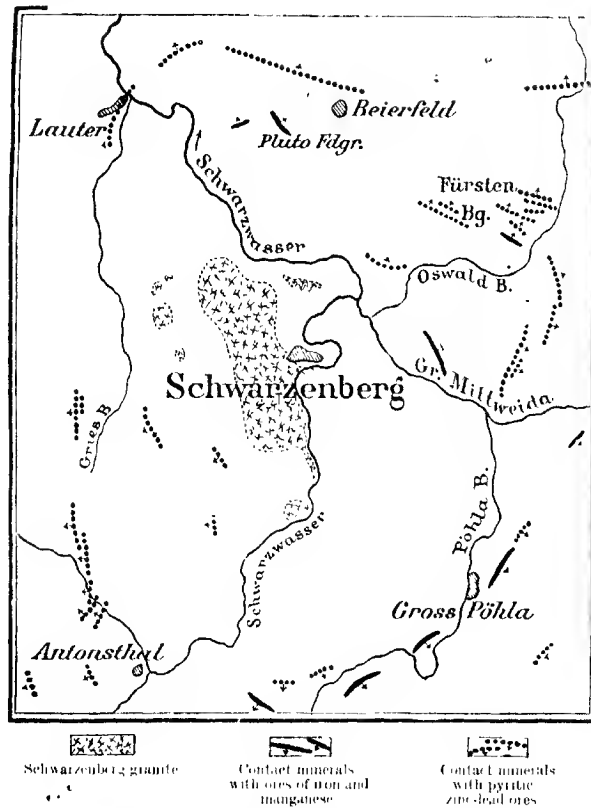 Lauter
Beierfeld
Pluto Fdgr.
Schwarzwasser
Fürsten
Bg.
Oswald B.
Schwarzenberg
Gr. Mittweida
Gries B
Pöhla B.
Schwarzwasser
Gross Pöhla
Antonsthal
Schwarzenberg granite
Contact minerals
with ores of iron and
manganese
Contact minerals
with pyritic
zinc-lead ores